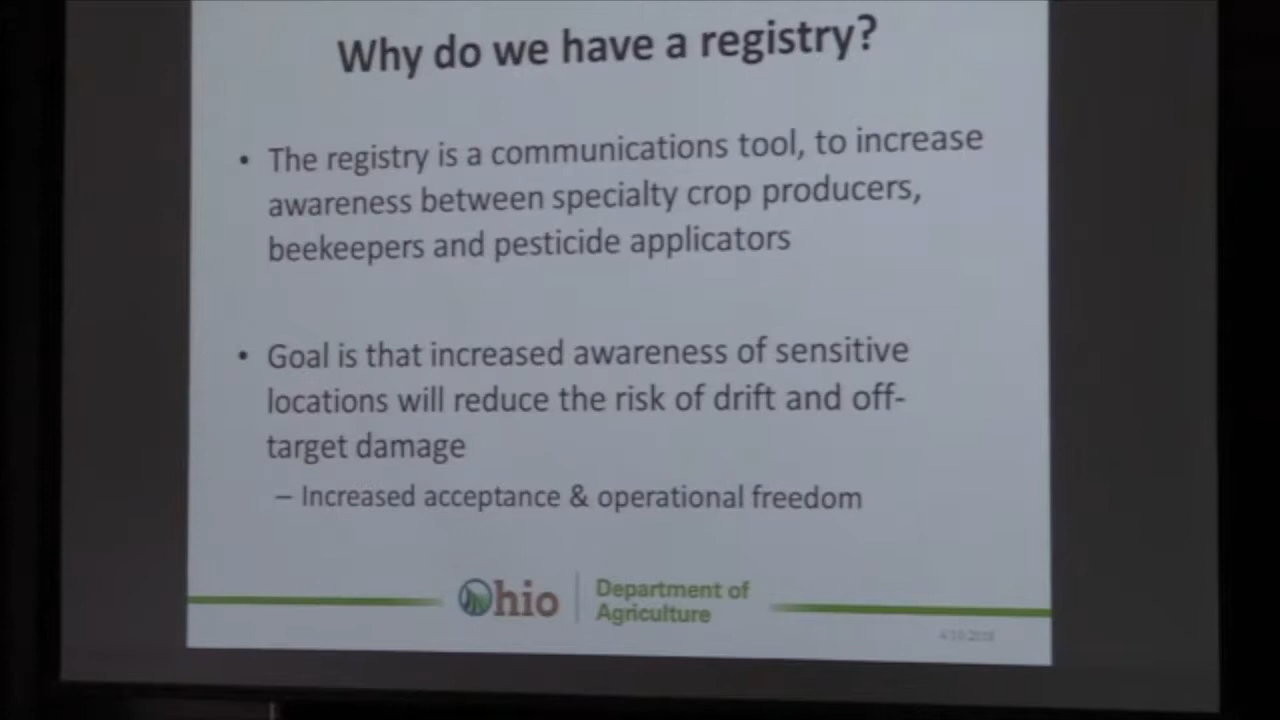 Why do we have a registry?
• The registry is a communications tool, to increase
awareness between specialty crop producers,
beekeepers and pesticide applicators
• Goal is that increased awareness of sensitive
locations will reduce the risk of drift and off-
target damage
– Increased acceptance & operational freedom
Ohio
Department of
Agriculture